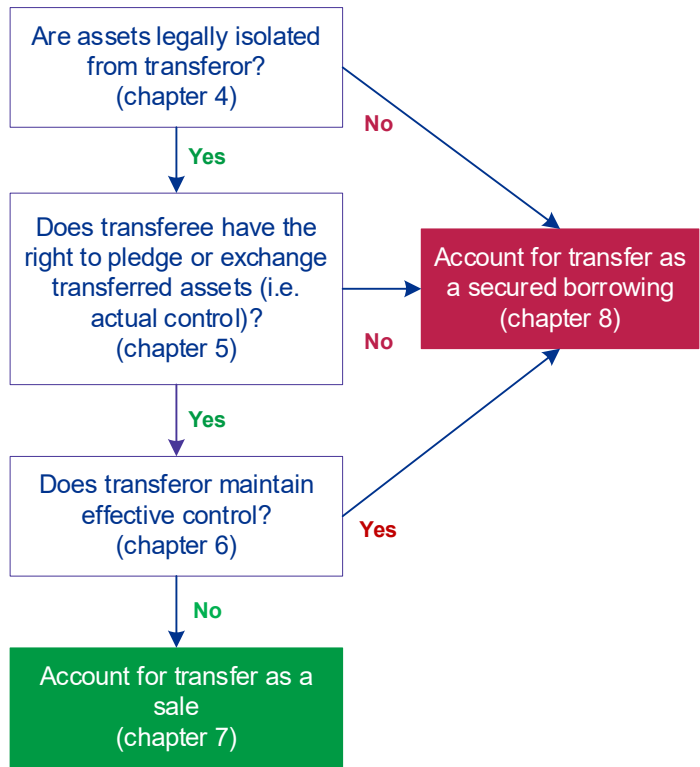 Are assets legally isolated
from transferor?
(chapter 4)
No
Yes
Does transferee have the
right to pledge or exchange
transferred assets (i.e.
actual control)?
(chapter 5)
Account for transfer as
a secured borrowing
(chapter 8)
No
Yes
Does transferor maintain
effective control?
(chapter 6)
Yes
No
Account for transfer as a
sale
(chapter 7)